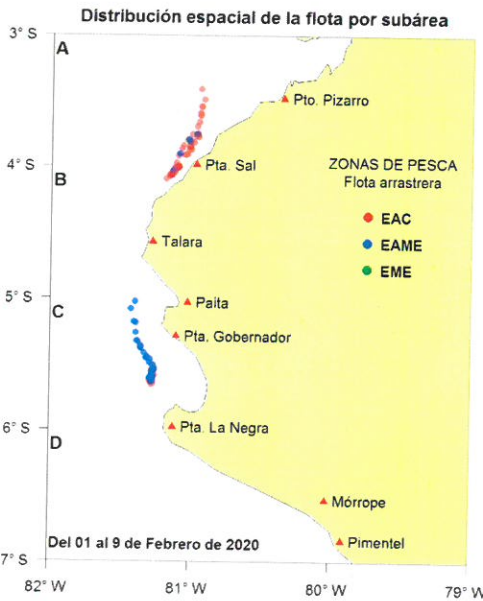 Distribución espacial de la flota por subárea
3° S
A
Pto. Pizarro
4° S
Pta. Sal
B
ZONAS DE PESCA
Flota arrastrera
EAC
EAME
EME
Talara
5° S
C
Paita
Pta. Gobernador
6° S
D
Pta. La Negra
Mórrope
Del 01 al 9 de Febrero de 2020
Pimentel
7° S
82° W
81° W
80° W
79° W